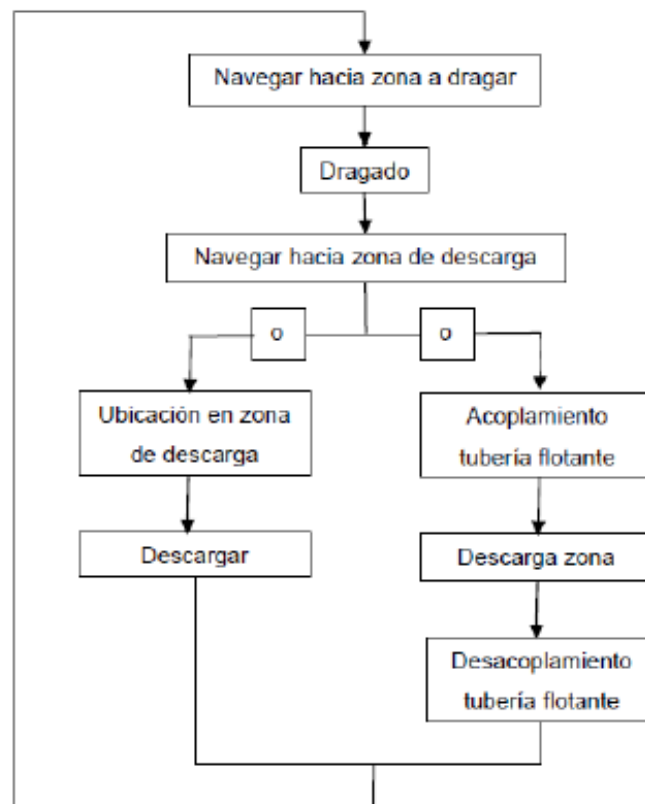 Navegar hacia zona a dragar
Dragado
Navegar hacia zona de descarga
o
o
Ubicación en zona
de descarga
Descargar
Acoplamiento
tubería flotante
Descarga zona
Desacoplamiento
tubería flotante